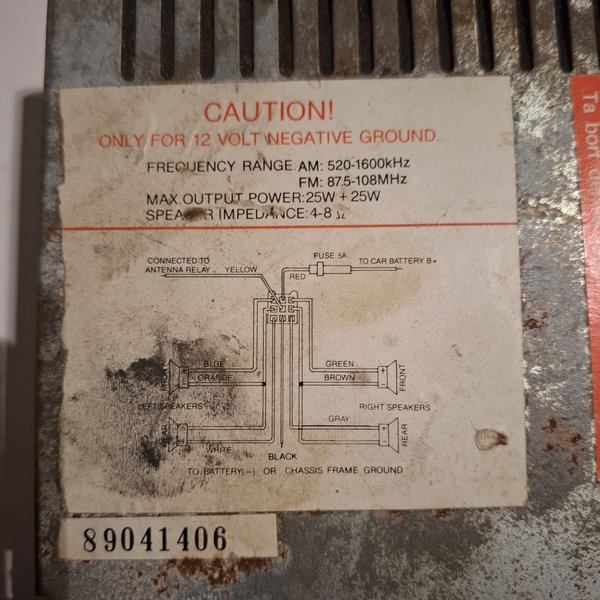 CAUTION!
ONLY FOR 12 VOLT NEGATIVE GROUND.
FREQUENCY RANGE. AM: 520-1600kHz
FM: 87.5-108MHz
MAX. OUTPUT POWER: 25W + 25W
SPEAKER IMPEDANCE: 4-8 Ω
CONNECTED TO
ANTENNA RELAY
YELLOW
FUSE 5A
TO CAR BATTERY B+
RED
BLUE
ORANGE
GREEN
BROWN
FRONT
FRONT
LEFT SPEAKERS
RIGHT SPEAKERS
GRAY
WHITE
REAR
REAR
BLACK
TO BATTERY(-) OR CHASSIS FRAME GROUND
89041406
Ta bort